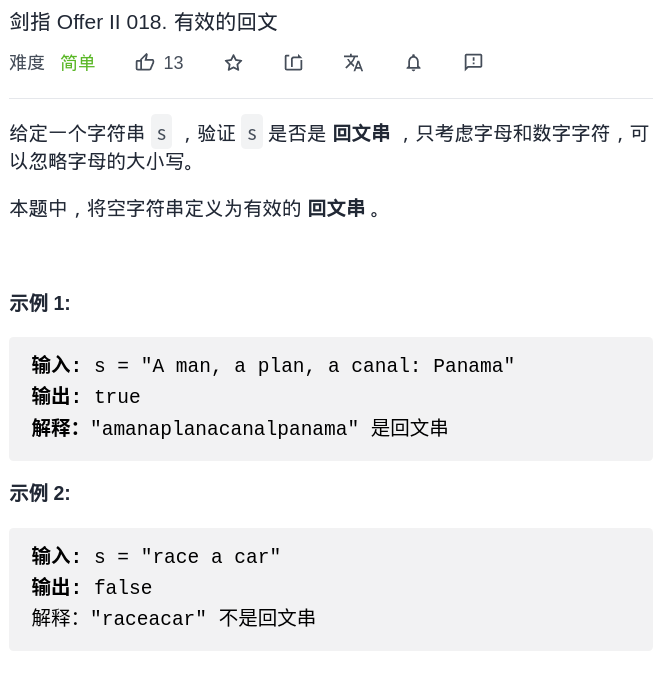 剑指 Offer II 018. 有效的回文
难度 简单 13
给定一个字符串 s ，验证 s 是否是 回文串 ，只考虑字母和数字字符，可
以忽略字母的大小写。
本题中，将空字符串定义为有效的 回文串 。
示例 1:
输入: s = "A man, a plan, a canal: Panama"
输出: true
解释："amanaplanacanalpanama" 是回文串
示例 2:
输入: s = "race a car"
输出: false
解释："raceacar" 不是回文串